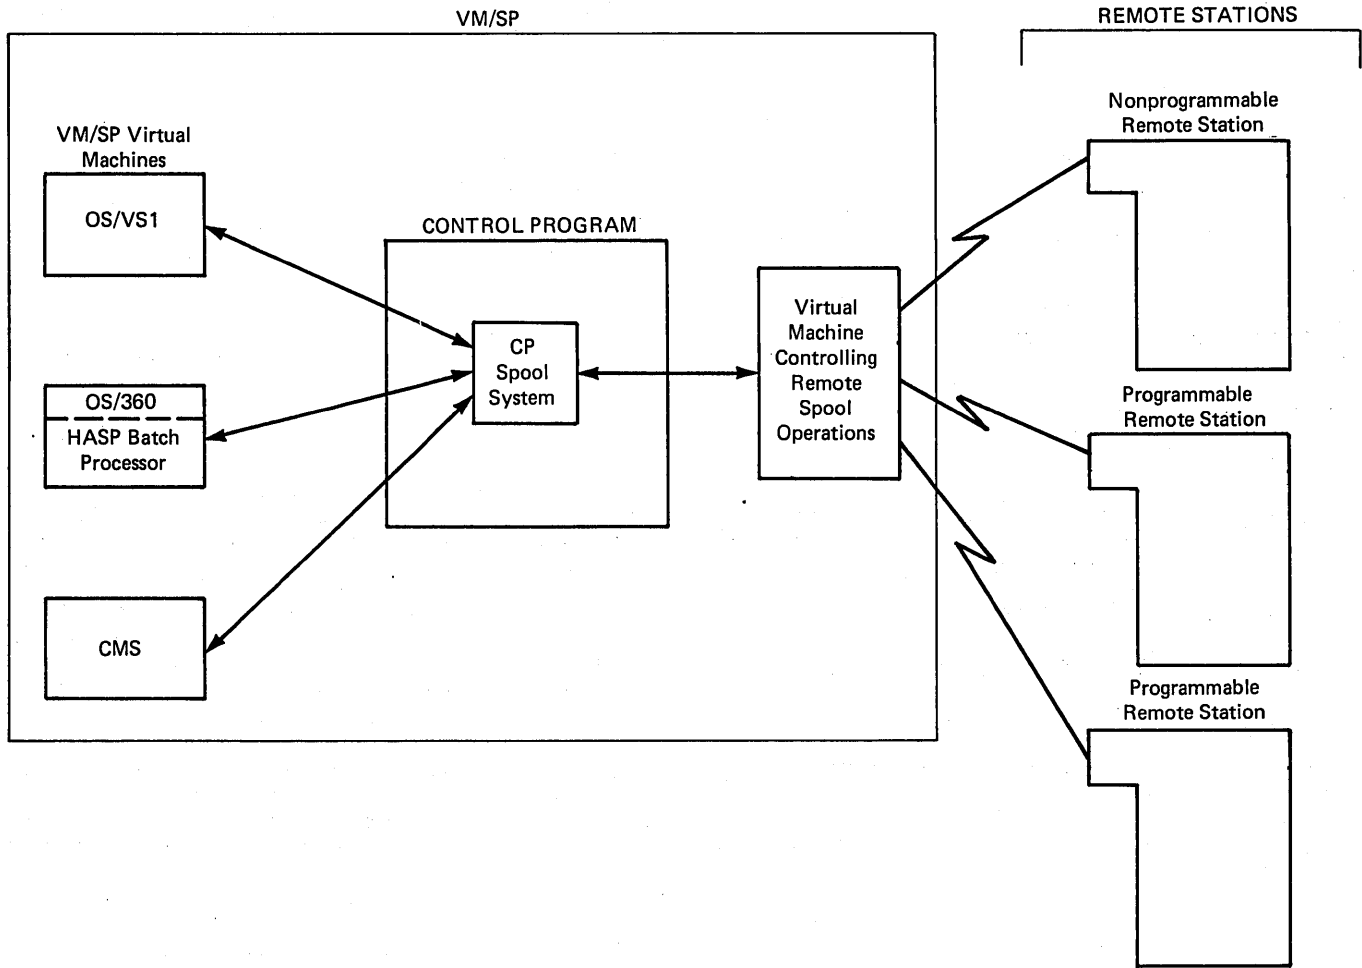 VM/SP
REMOTE STATIONS
VM/SP Virtual
Machines
OS/VS1
OS/360
HASP Batch
Processor
CMS
CONTROL PROGRAM
CP
Spool
System
Virtual
Machine
Controlling
Remote
Spool
Operations
Nonprogrammable
Remote Station
Programmable
Remote Station
Programmable
Remote Station